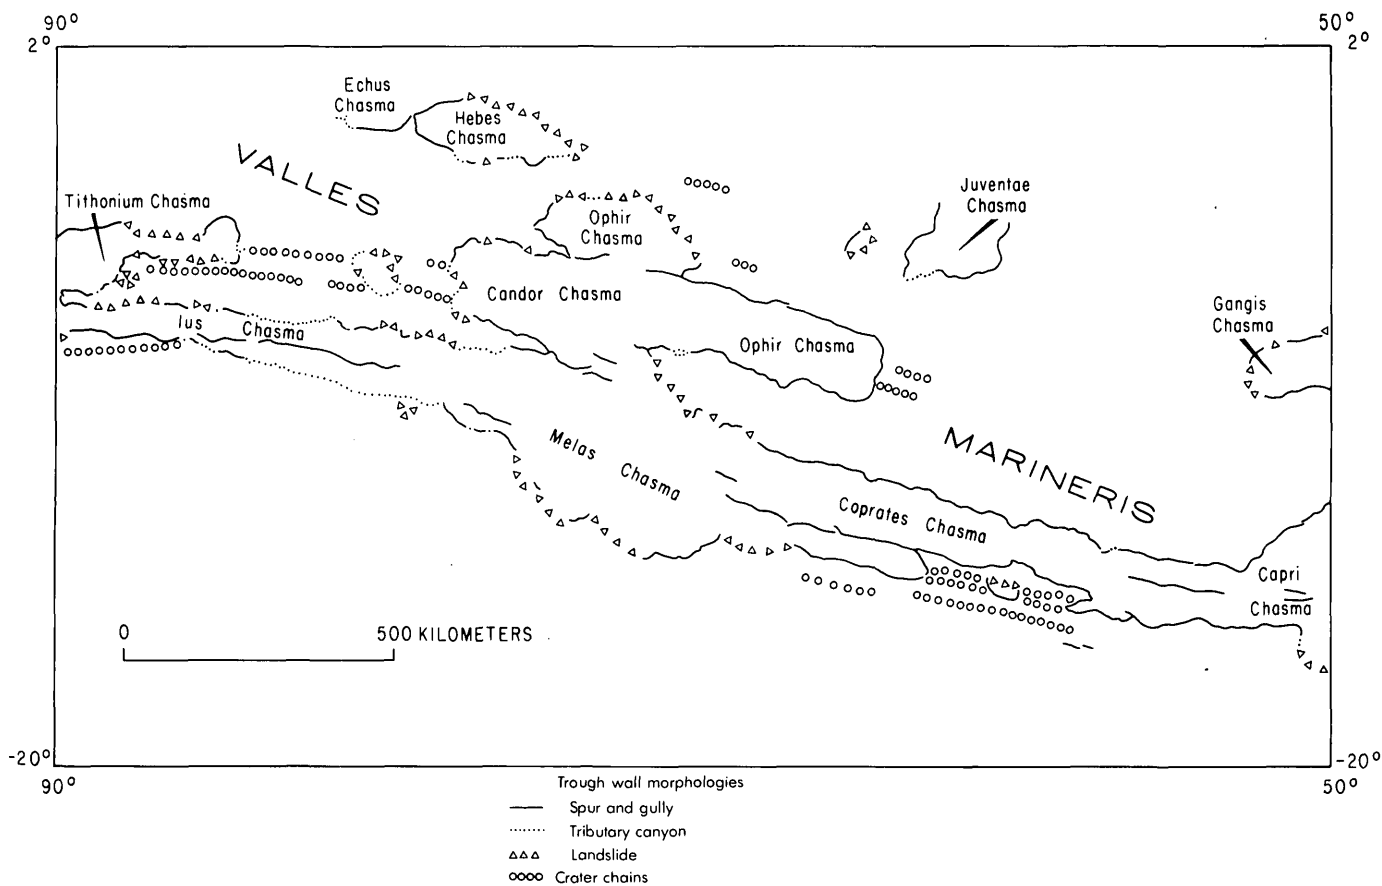 90°
50°
2°
2°
Echus
Chasma
Hebes
Chasma
VALLES
Tithonium Chasma
Juventae
Chasma
Ophir
Chasma
Candor Chasma
Gangis
Chasma
Ius Chasma
Ophir Chasma
Melas Chasma
MARINERIS
Coprates Chasma
Capri
Chasma
0 500 KILOMETERS
-20°
-20°
90°
50°
Trough wall morphologies
Spur and gully
Tributary canyon
Landslide
Crater chains